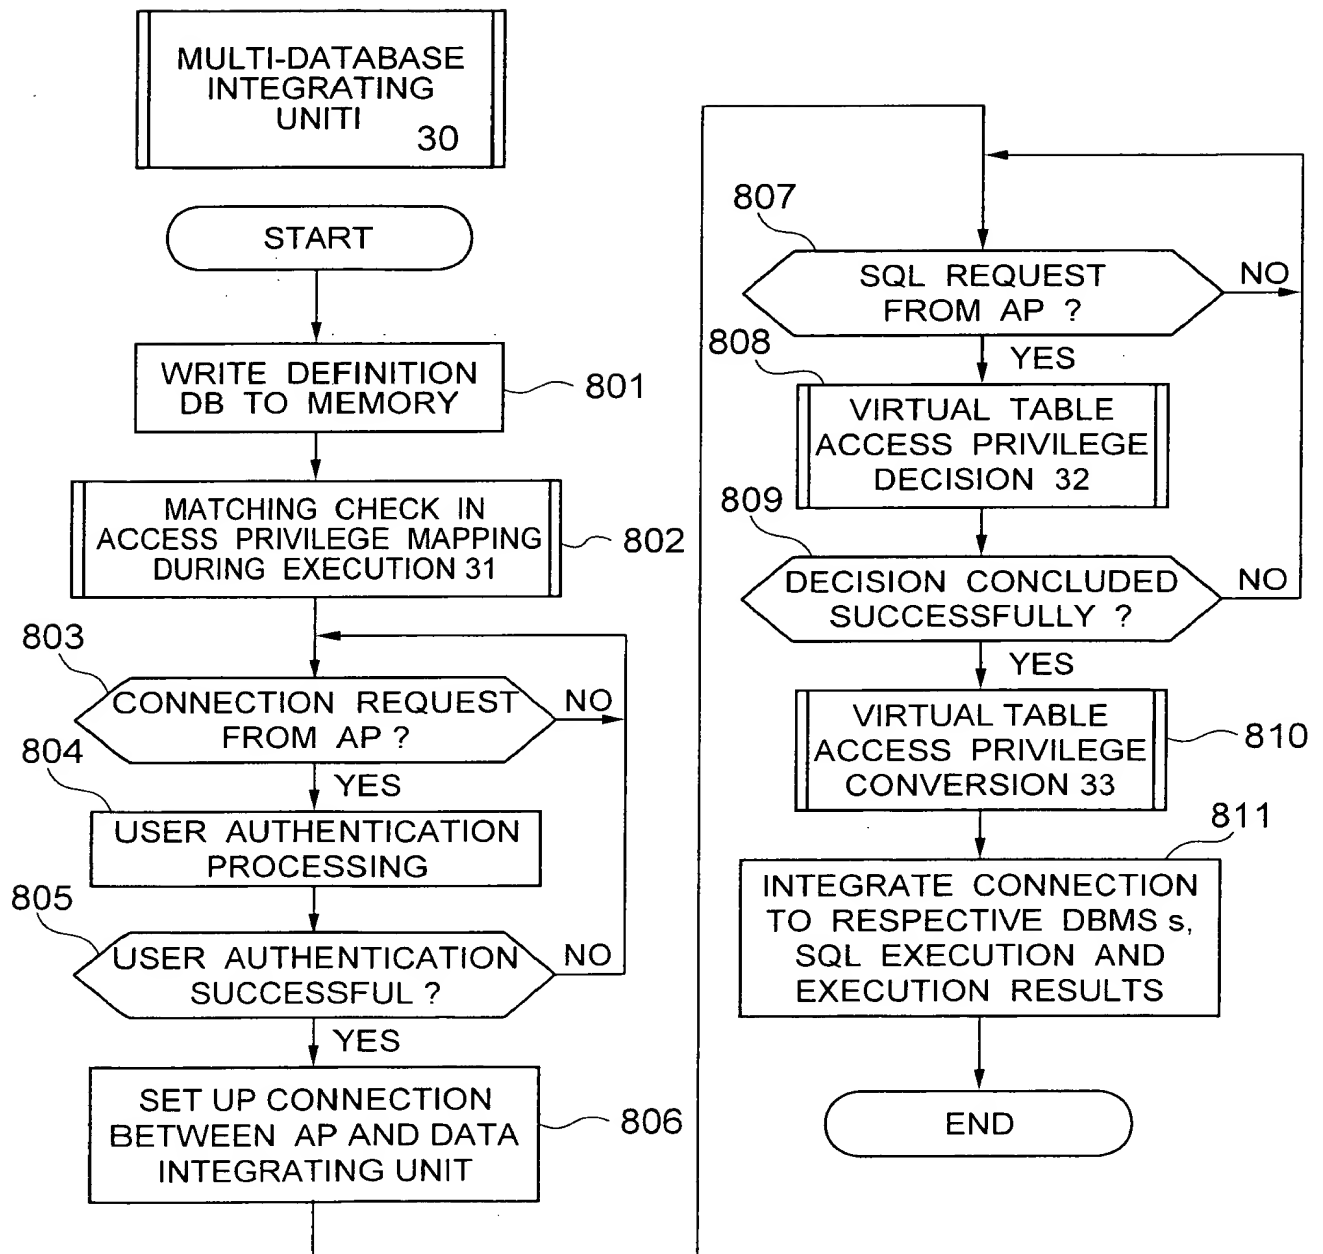 MULTI-DATABASE
INTEGRATING
UNITI
30
START
WRITE DEFINITION
DB TO MEMORY
801
MATCHING CHECK IN
ACCESS PRIVILEGE MAPPING
DURING EXECUTION 31
802
803
CONNECTION REQUEST
FROM AP ?
NO
YES
804
USER AUTHENTICATION
PROCESSING
805
USER AUTHENTICATION
SUCCESSFUL ?
NO
YES
SET UP CONNECTION
BETWEEN AP AND DATA
INTEGRATING UNIT
806
807
SQL REQUEST
FROM AP ?
NO
YES
808
VIRTUAL TABLE
ACCESS PRIVILEGE
DECISION 32
809
DECISION CONCLUDED
SUCCESSFULLY ?
NO
YES
VIRTUAL TABLE
ACCESS PRIVILEGE
CONVERSION 33
810
811
INTEGRATE CONNECTION
TO RESPECTIVE DBMS s,
SQL EXECUTION AND
EXECUTION RESULTS
END